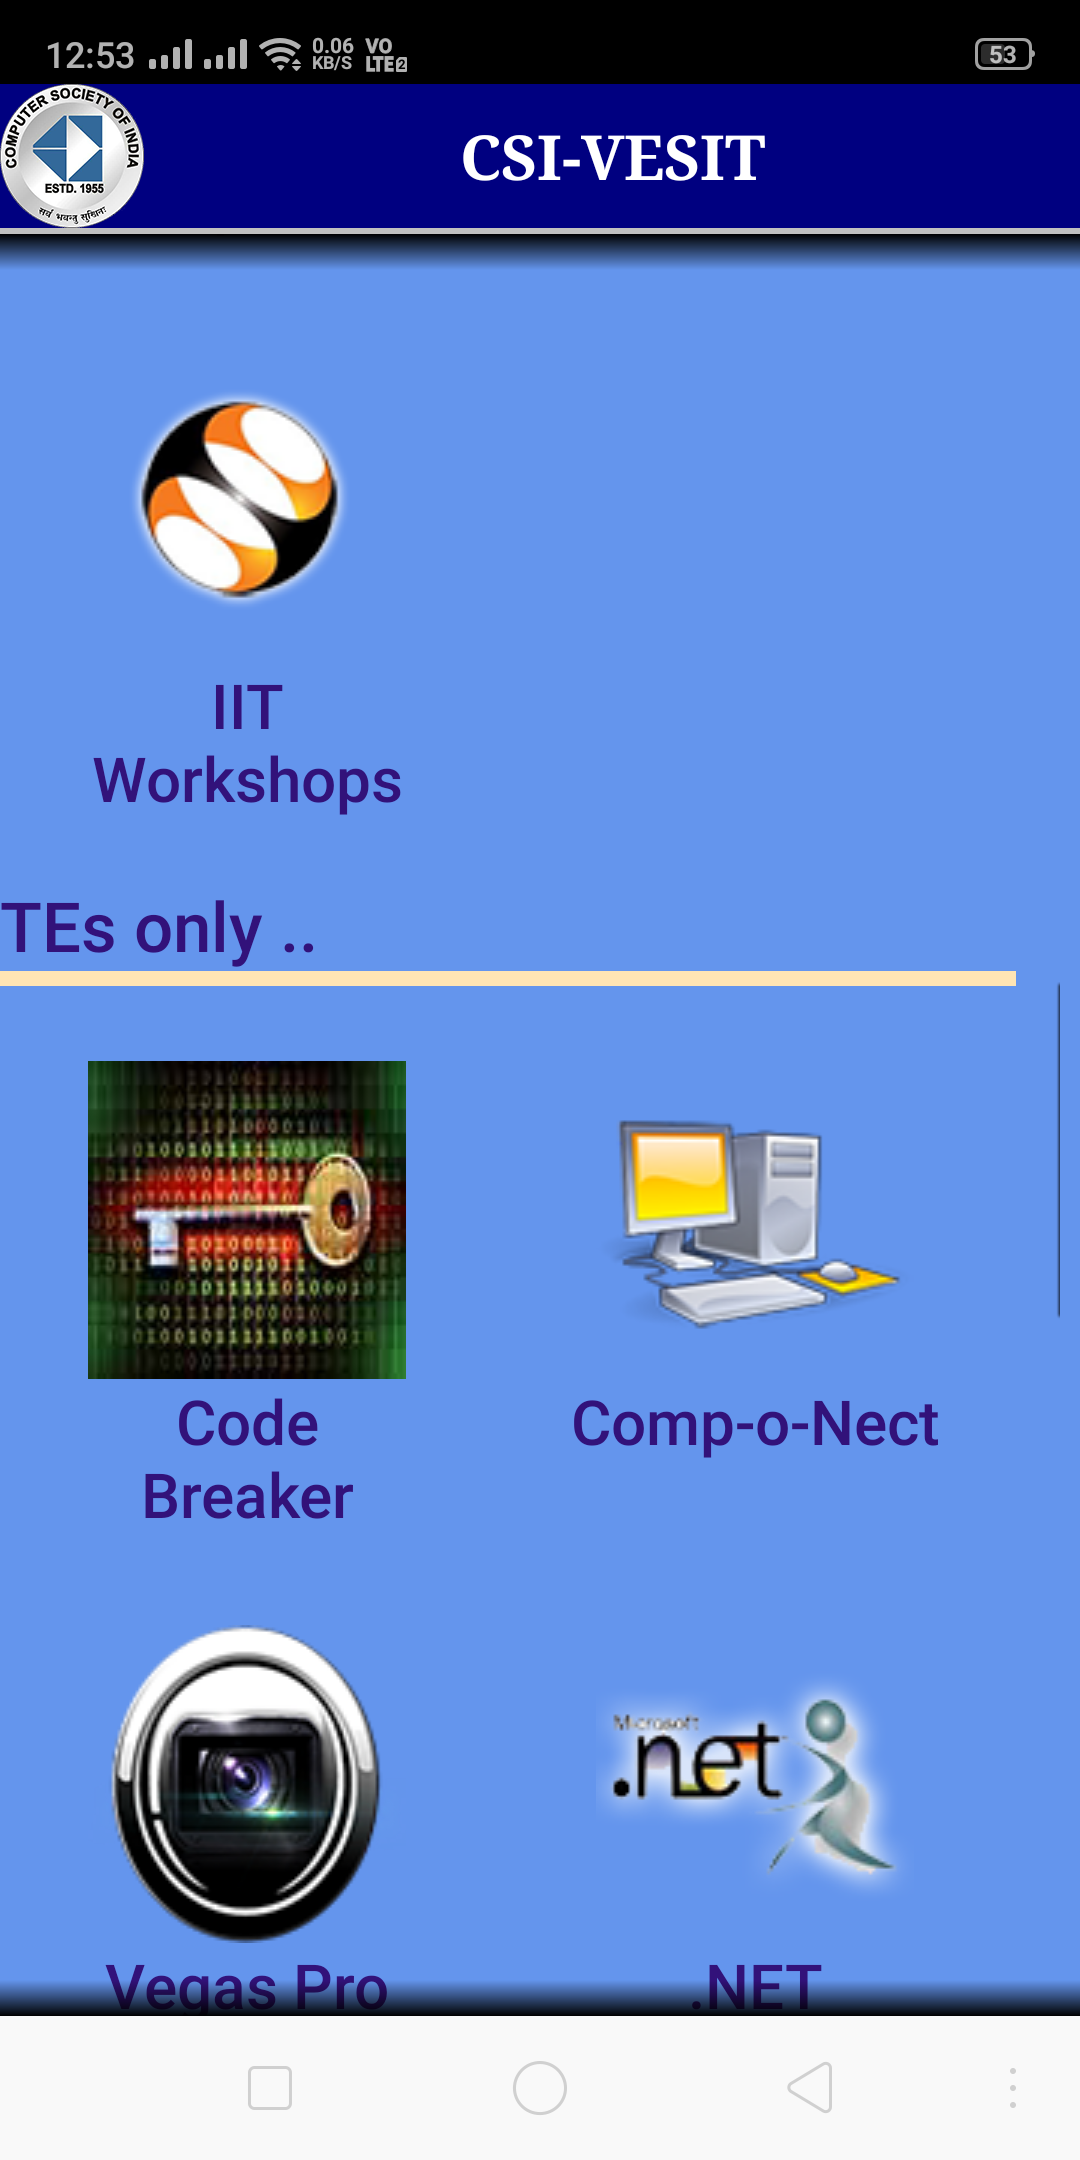 12:53 0.06 KB/S VO LTE2 53
COMPUTER SOCIETY OF INDIA
ESTD. 1955
CSI-VESIT
IIT
Workshops
TEs only ..
Code
Breaker
Comp-o-Nect
Microsoft
.net
Vegas Pro
.NET